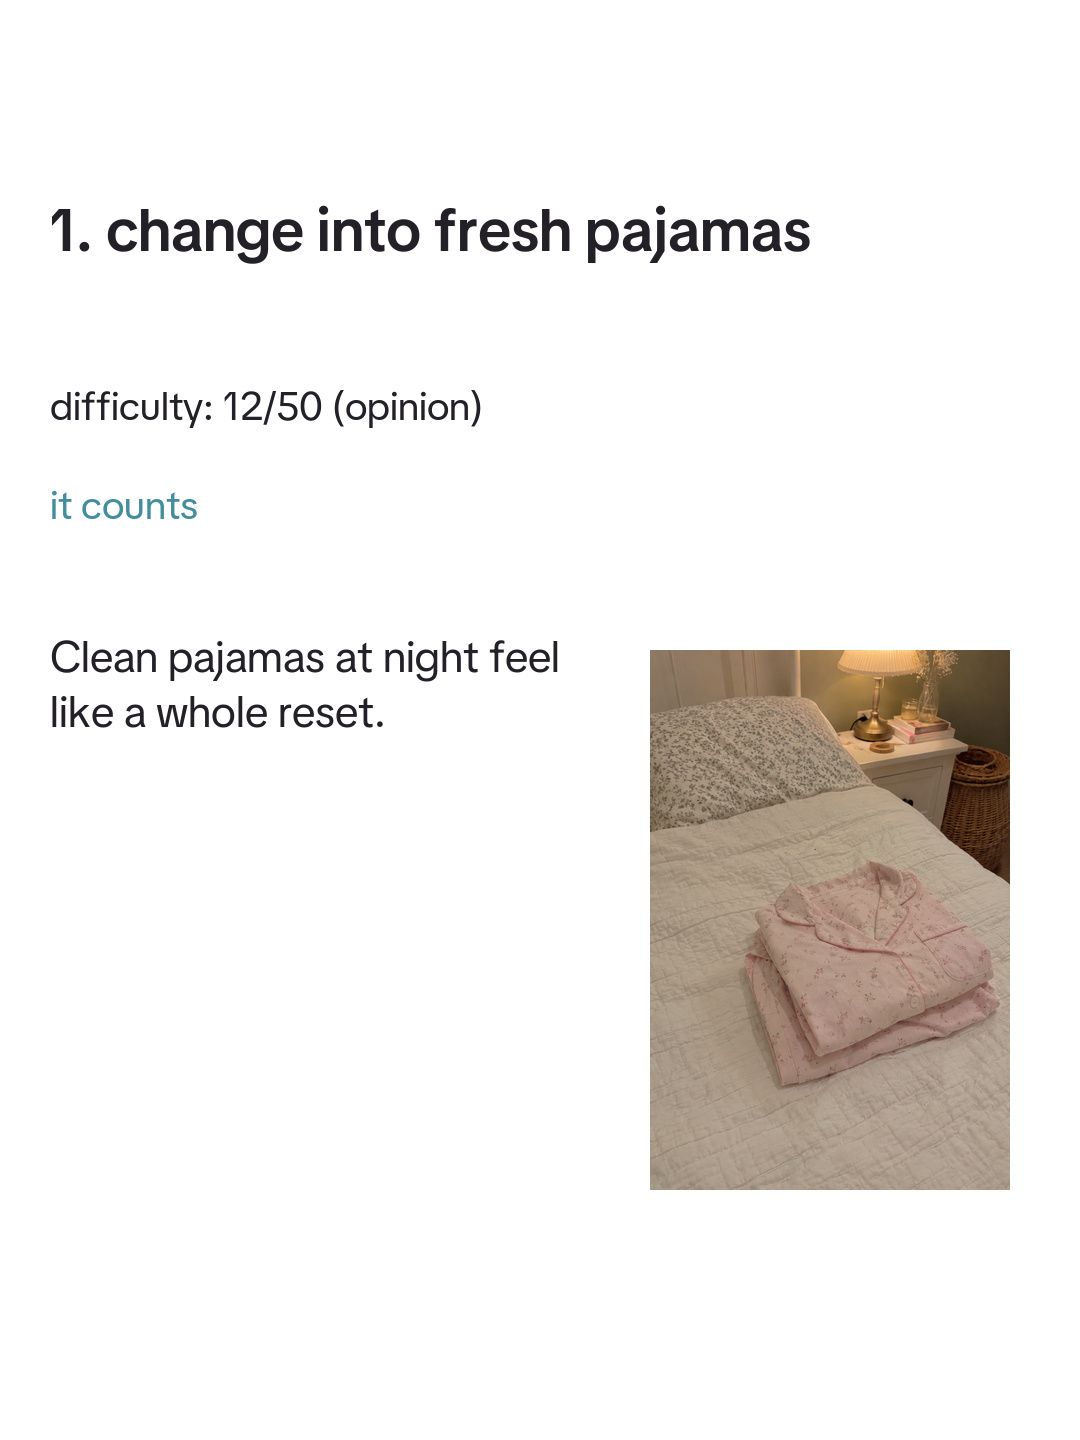 1. change into fresh pajamas
difficulty: 12/50 (opinion)
it counts
Clean pajamas at night feel
like a whole reset.